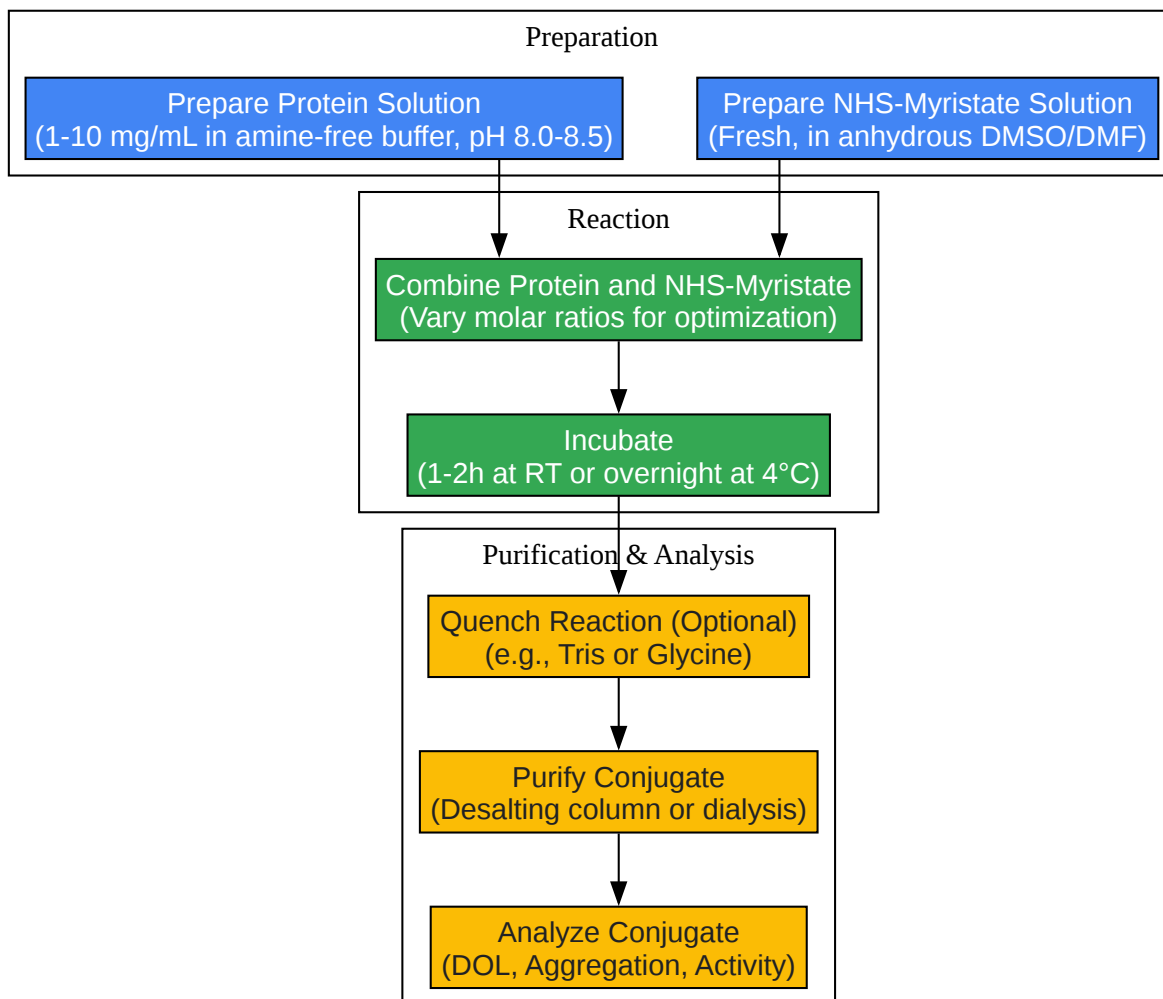 Preparation
Prepare Protein Solution
(1-10 mg/mL in amine-free buffer, pH 8.0-8.5)
Prepare NHS-Myristate Solution
(Fresh, in anhydrous DMSO/DMF)
Reaction
Combine Protein and NHS-Myristate
(Vary molar ratios for optimization)
Incubate
(1-2h at RT or overnight at 4°C)
Purification & Analysis
Quench Reaction (Optional)
(e.g., Tris or Glycine)
Purify Conjugate
(Desalting column or dialysis)
Analyze Conjugate
(DOL, Aggregation, Activity)